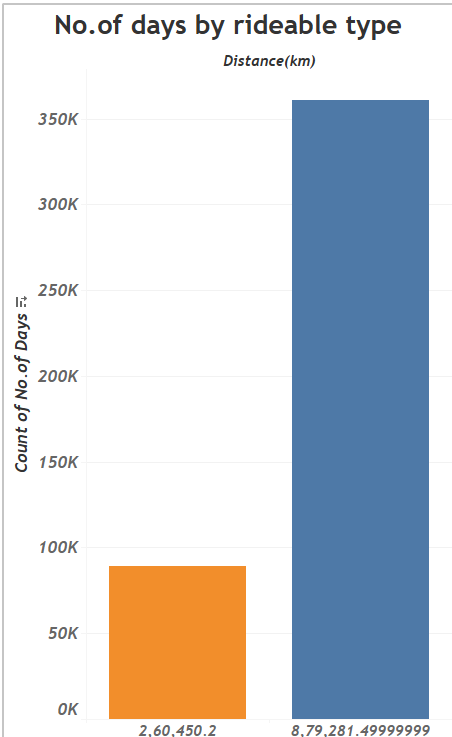 No.of days by rideable type
Distance(km)
350K
300K
250K
200K
150K
100K
50K
0K
Count of No.of Days
2,60,450.2
8,79,281.49999999